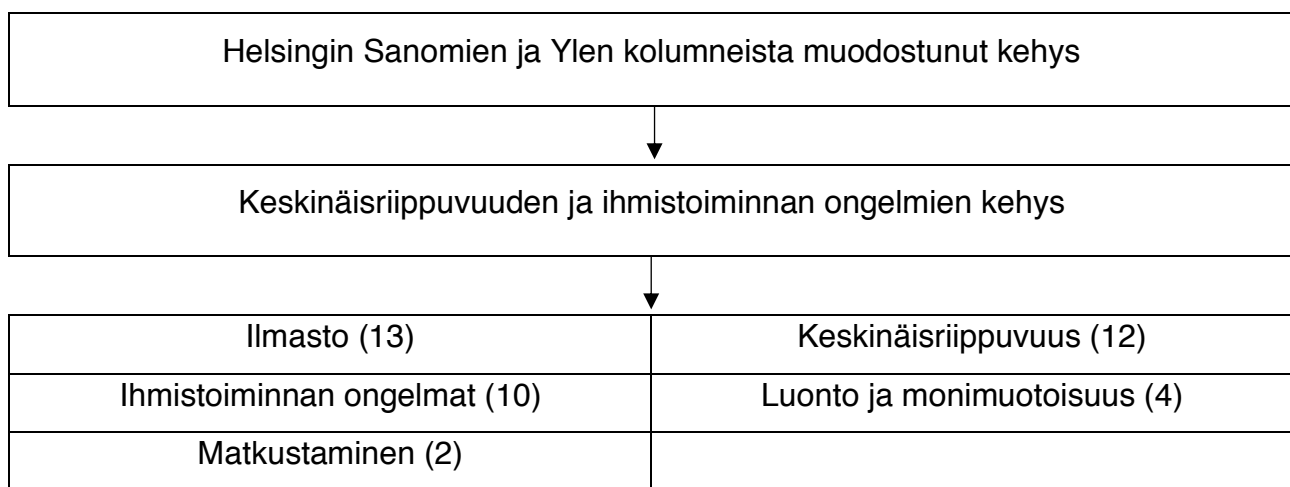 Helsingin Sanomien ja Ylen kolumneista muodostunut kehys
Keskinäisriippuvuuden ja ihmistoiminnan ongelmien kehys
Ilmasto (13)
Keskinäisriippuvuus (12)
Ihmistoiminnan ongelmat (10)
Luonto ja monimuotoisuus (4)
Matkustaminen (2)